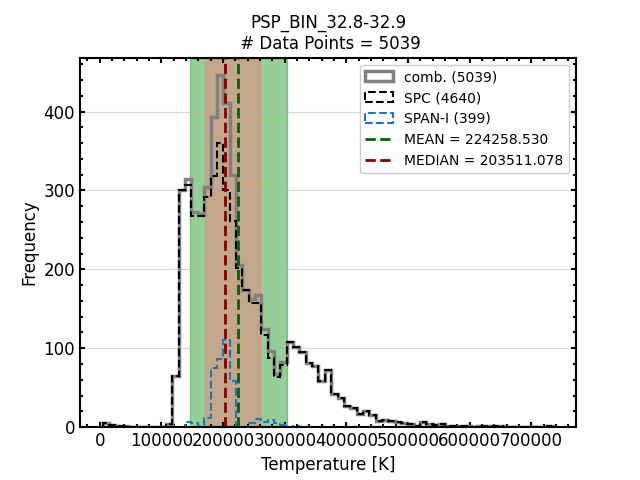 PSP_BIN_32.8-32.9
# Data Points = 5039
comb. (5039)
SPC (4640)
SPAN-I (399)
MEAN = 224258.530
MEDIAN = 203511.078
Frequency
400
300
200
100
0
0 100000 200000 300000 400000 500000 600000 700000
Temperature [K]